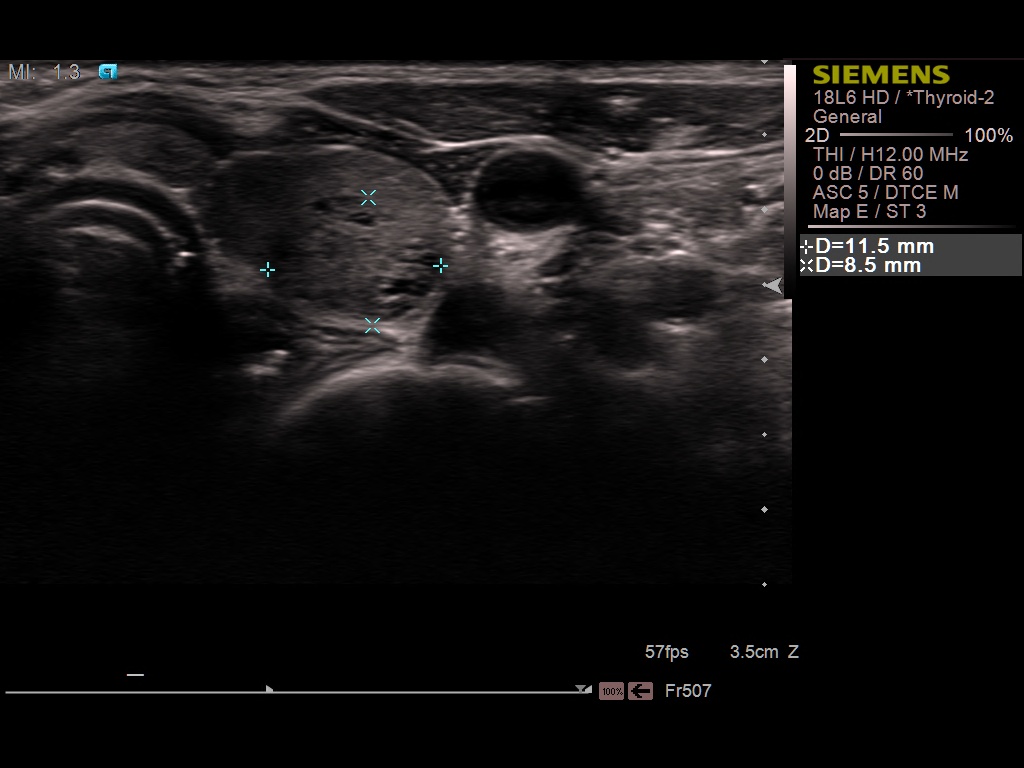 MI: 1.3
SIEMENS
18L6 HD / *Thyroid-2
General
2D 100%
THI / H12.00 MHz
0 dB / DR 60
ASC 5 / DTCE M
Map E / ST 3
D=11.5 mm
D=8.5 mm
57fps 3.5cm Z
100% Fr507